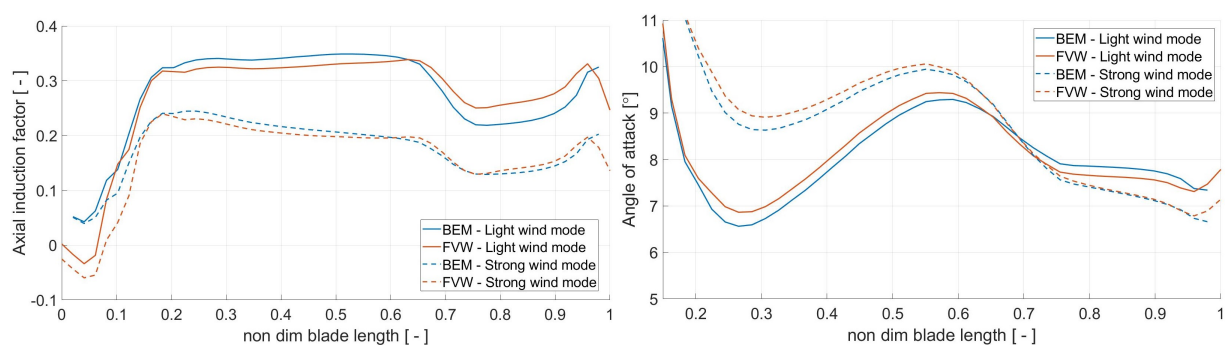 Axial induction factor [ - ]
0.4
0.3
0.2
0.1
0
-0.1
0
0.1
0.2
0.3
0.4
0.5
0.6
0.7
0.8
0.9
1
non dim blade length [ - ]
BEM - Light wind mode
FVW - Light wind mode
BEM - Strong wind mode
FVW - Strong wind mode
Angle of attack [°]
11
10
9
8
7
6
5
0.2
0.3
0.4
0.5
0.6
0.7
0.8
0.9
1
non dim blade length [ - ]
BEM - Light wind mode
FVW - Light wind mode
BEM - Strong wind mode
FVW - Strong wind mode